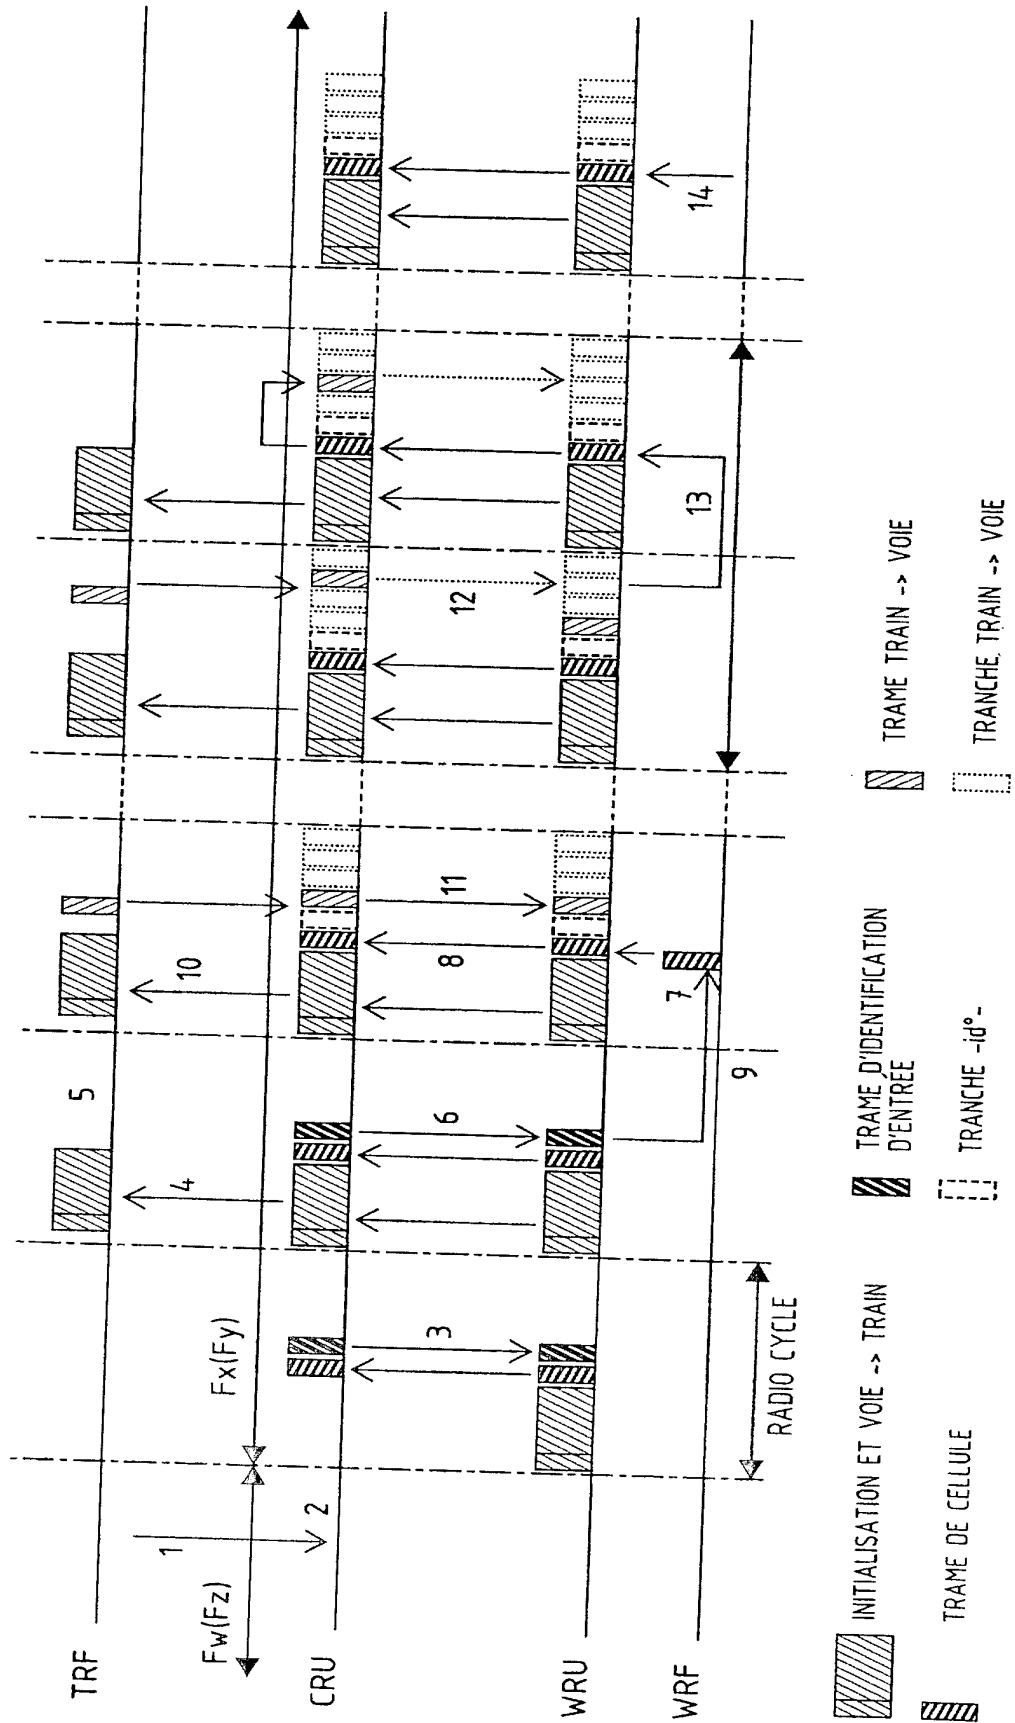 TRF
Fw(Fz)
Fx(Fy)
CRU
WRU
WRF
1
2
3
4
5
6
7
8
9
10
11
12
13
14
RADIO CYCLE
INITIALISATION ET VOIE -> TRAIN
TRAME DE CELLULE
TRAME D'IDENTIFICATION
D'ENTRÉE
TRANCHE -id°-
TRAME TRAIN -> VOIE
TRANCHE TRAIN -> VOIE